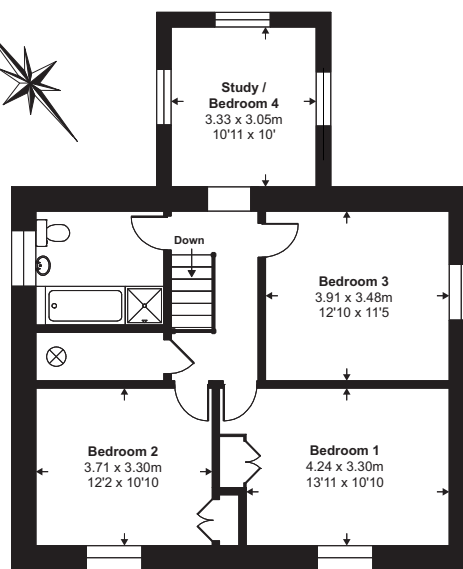 Study /
Bedroom 4
3.33 x 3.05m
10'11 x 10'
Down
Bedroom 3
3.91 x 3.48m
12'10 x 11'5
Bedroom 2
3.71 x 3.30m
12'2 x 10'10
Bedroom 1
4.24 x 3.30m
13'11 x 10'10